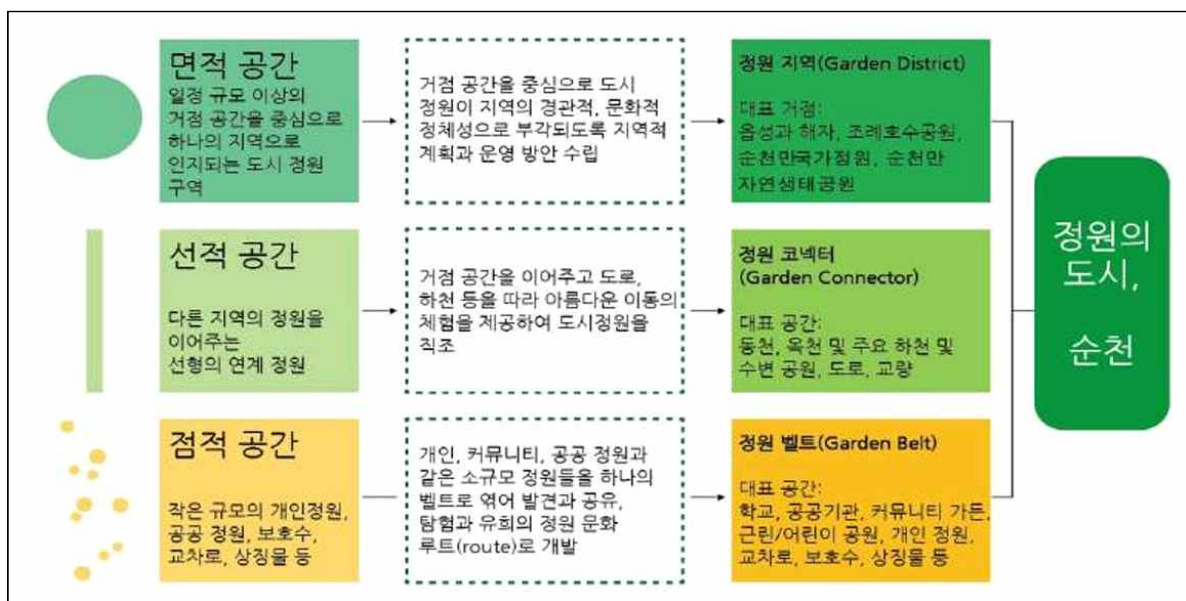 면적 공간
일정 규모 이상의
거점 공간을 중심으로
하나의 지역으로
인지되는 도시 정원
구역
거점 공간을 중심으로 도시
정원이 지역의 경관적, 문화적
정체성으로 부각되도록 지역적
계획과 운영 방안 수립
정원 지역(Garden District)
대표 거점:
읍성과 해자, 조례호수공원,
순천만국가정원, 순천만
자연생태공원
선적 공간
다른 지역의 정원을
이어주는
선형의 연계 정원
거점 공간을 이어주고 도로,
하천 등을 따라 아름다운 이동의
체험을 제공하여 도시정원을
직조
정원 코넥터
(Garden Connector)
대표 공간:
동천, 옥천 및 주요 하천 및
수변 공원, 도로, 교량
점적 공간
작은 규모의 개인정원,
공공 정원, 보호수,
교차로, 상징물 등
개인, 커뮤니티, 공공 정원과
같은 소규모 정원들을 하나의
벨트로 엮어 발견과 공유,
탐험과 유희의 정원 문화
루트(route)로 개발
정원 벨트(Garden Belt)
대표 공간:
학교, 공공기관, 커뮤니티 가든,
근린/어린이 공원, 개인 정원,
교차로, 보호수, 상징물 등
정원의
도시,
순천